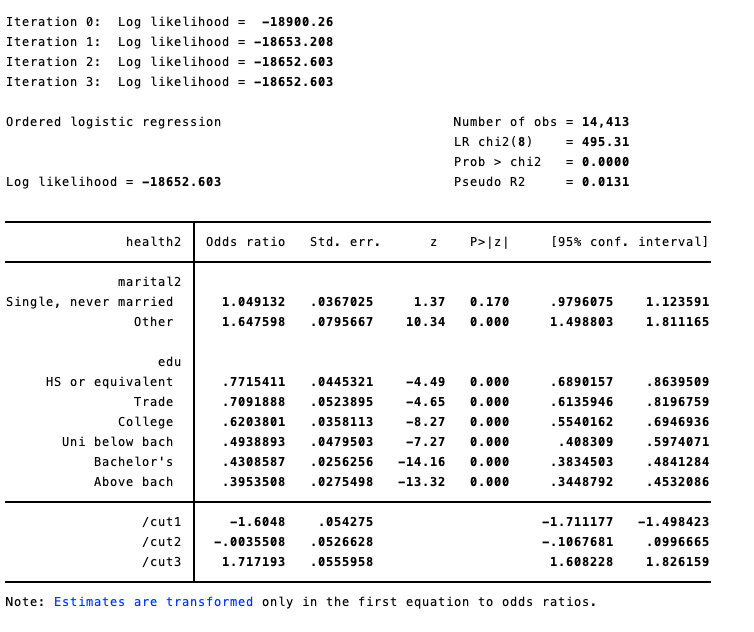 Iteration 0:  Log likelihood =  -18900.26
Iteration 1:  Log likelihood = -18653.208
Iteration 2:  Log likelihood = -18652.603
Iteration 3:  Log likelihood = -18652.603
Ordered logistic regression                             Number of obs = 14,413
                                                        LR chi2(8)    = 495.31
                                                        Prob > chi2   = 0.0000
Log likelihood = -18652.603                             Pseudo R2     = 0.0131
health2   Odds ratio   Std. err.      z    P>|z|     [95% conf. interval]
marital2
Single, never married     1.049132   .0367025     1.37   0.170     .9796075    1.123591
Other     1.647598   .0795667    10.34   0.000     1.498803    1.811165
edu
HS or equivalent     .7715411   .0445321    -4.49   0.000     .6890157    .8639509
Trade     .7091888   .0523895    -4.65   0.000     .6135946    .8196759
College     .6203801   .0358113    -8.27   0.000     .5540162    .6946936
Uni below bach     .4938893   .0479503    -7.27   0.000      .408309    .5974071
Bachelor's     .4308587   .0256256   -14.16   0.000     .3834503    .4841284
Above bach     .3953508   .0275498   -13.32   0.000     .3448792    .4532086
/cut1      -1.6048    .054275                     -1.711177   -1.498423
/cut2    -.0035508   .0526628                     -.1067681    .0996665
/cut3     1.717193   .0555958                      1.608228    1.826159
Note: Estimates are transformed only in the first equation to odds ratios.